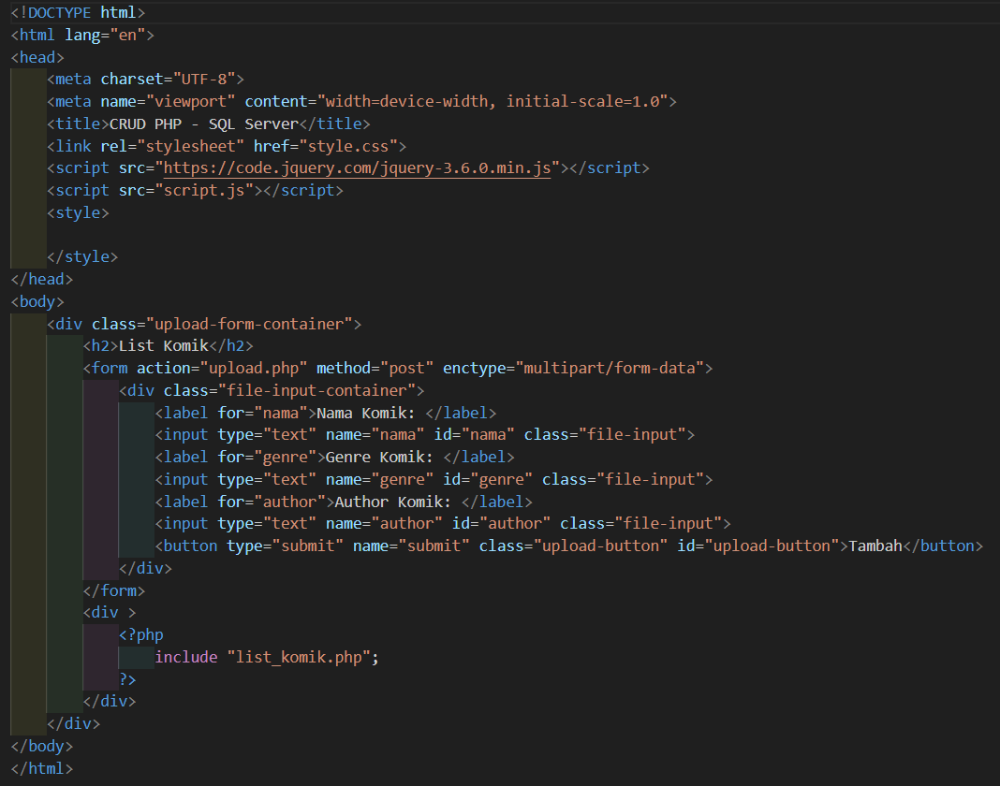 <!DOCTYPE html>
<html lang="en">
<head>
    <meta charset="UTF-8">
    <meta name="viewport" content="width=device-width, initial-scale=1.0">
    <title>CRUD PHP - SQL Server</title>
    <link rel="stylesheet" href="style.css">
    <script src="https://code.jquery.com/jquery-3.6.0.min.js"></script>
    <script src="script.js"></script>
    <style>

    </style>
</head>
<body>
    <div class="upload-form-container">
        <h2>List Komik</h2>
        <form action="upload.php" method="post" enctype="multipart/form-data">
            <div class="file-input-container">
                <label for="nama">Nama Komik: </label>
                <input type="text" name="nama" id="nama" class="file-input">
                <label for="genre">Genre Komik: </label>
                <input type="text" name="genre" id="genre" class="file-input">
                <label for="author">Author Komik: </label>
                <input type="text" name="author" id="author" class="file-input">
                <button type="submit" name="submit" class="upload-button" id="upload-button">Tambah</button>
            </div>
        </form>
        <div >
            <?php
                include "list_komik.php";
            ?>
        </div>
    </div>
</body>
</html>